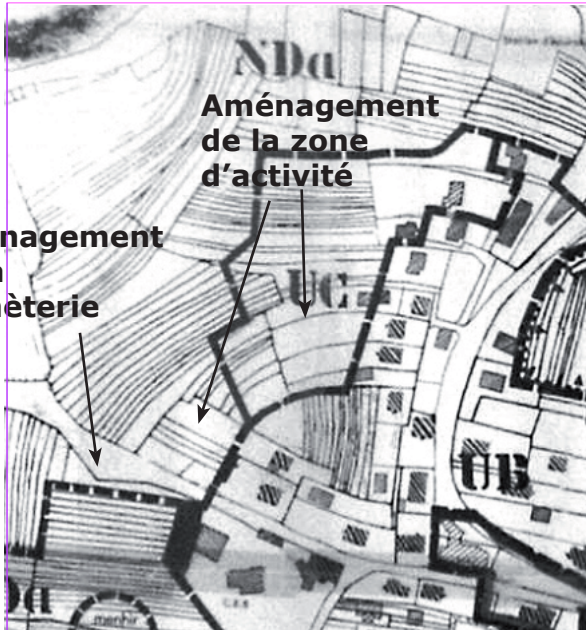 NDa
Aménagement
de la zone
d'activité
nagement
èterie
UC
UB
Da
C.E.S
menhir